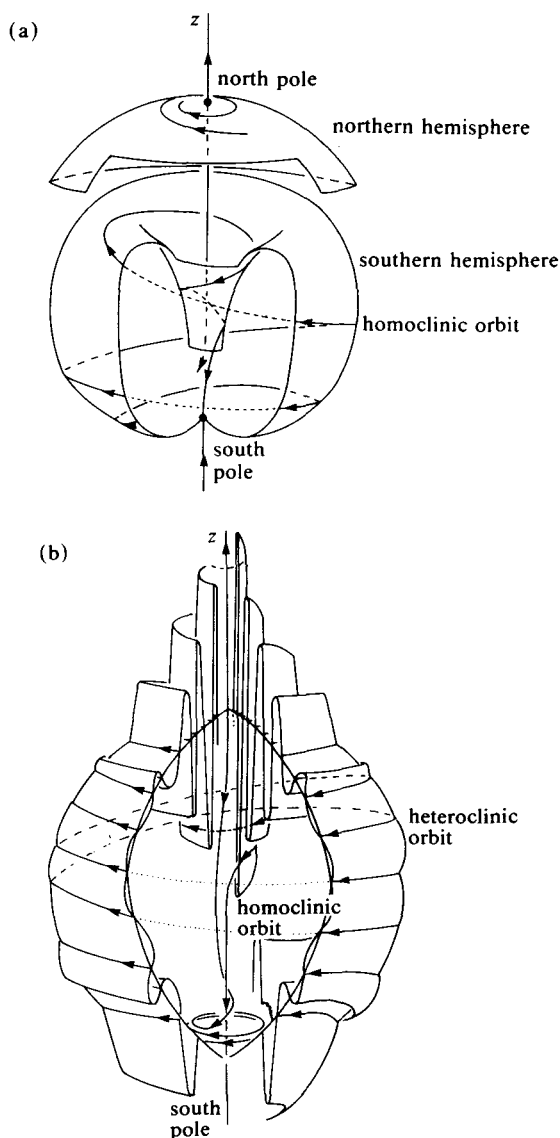 (a)
z
north pole
northern hemisphere
southern hemisphere
homoclinic orbit
south
pole
(b)
z
heteroclinic
orbit
homoclinic
orbit
south
pole